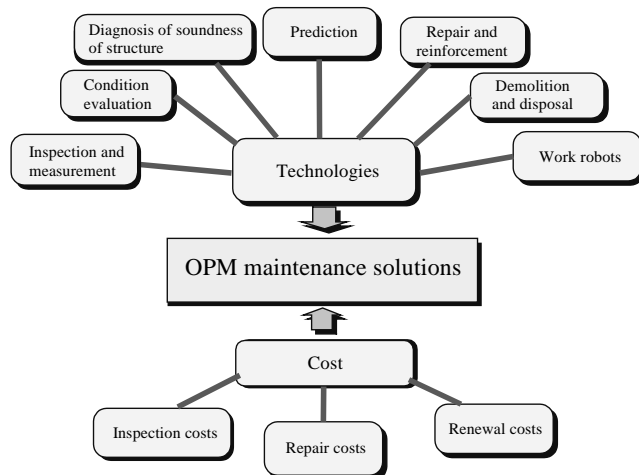 Diagnosis of soundness
of structure
Prediction
Repair and
reinforcement
Condition
evaluation
Demolition
and disposal
Inspection and
measurement
Technologies
Work robots
OPM maintenance solutions
Cost
Inspection costs
Repair costs
Renewal costs